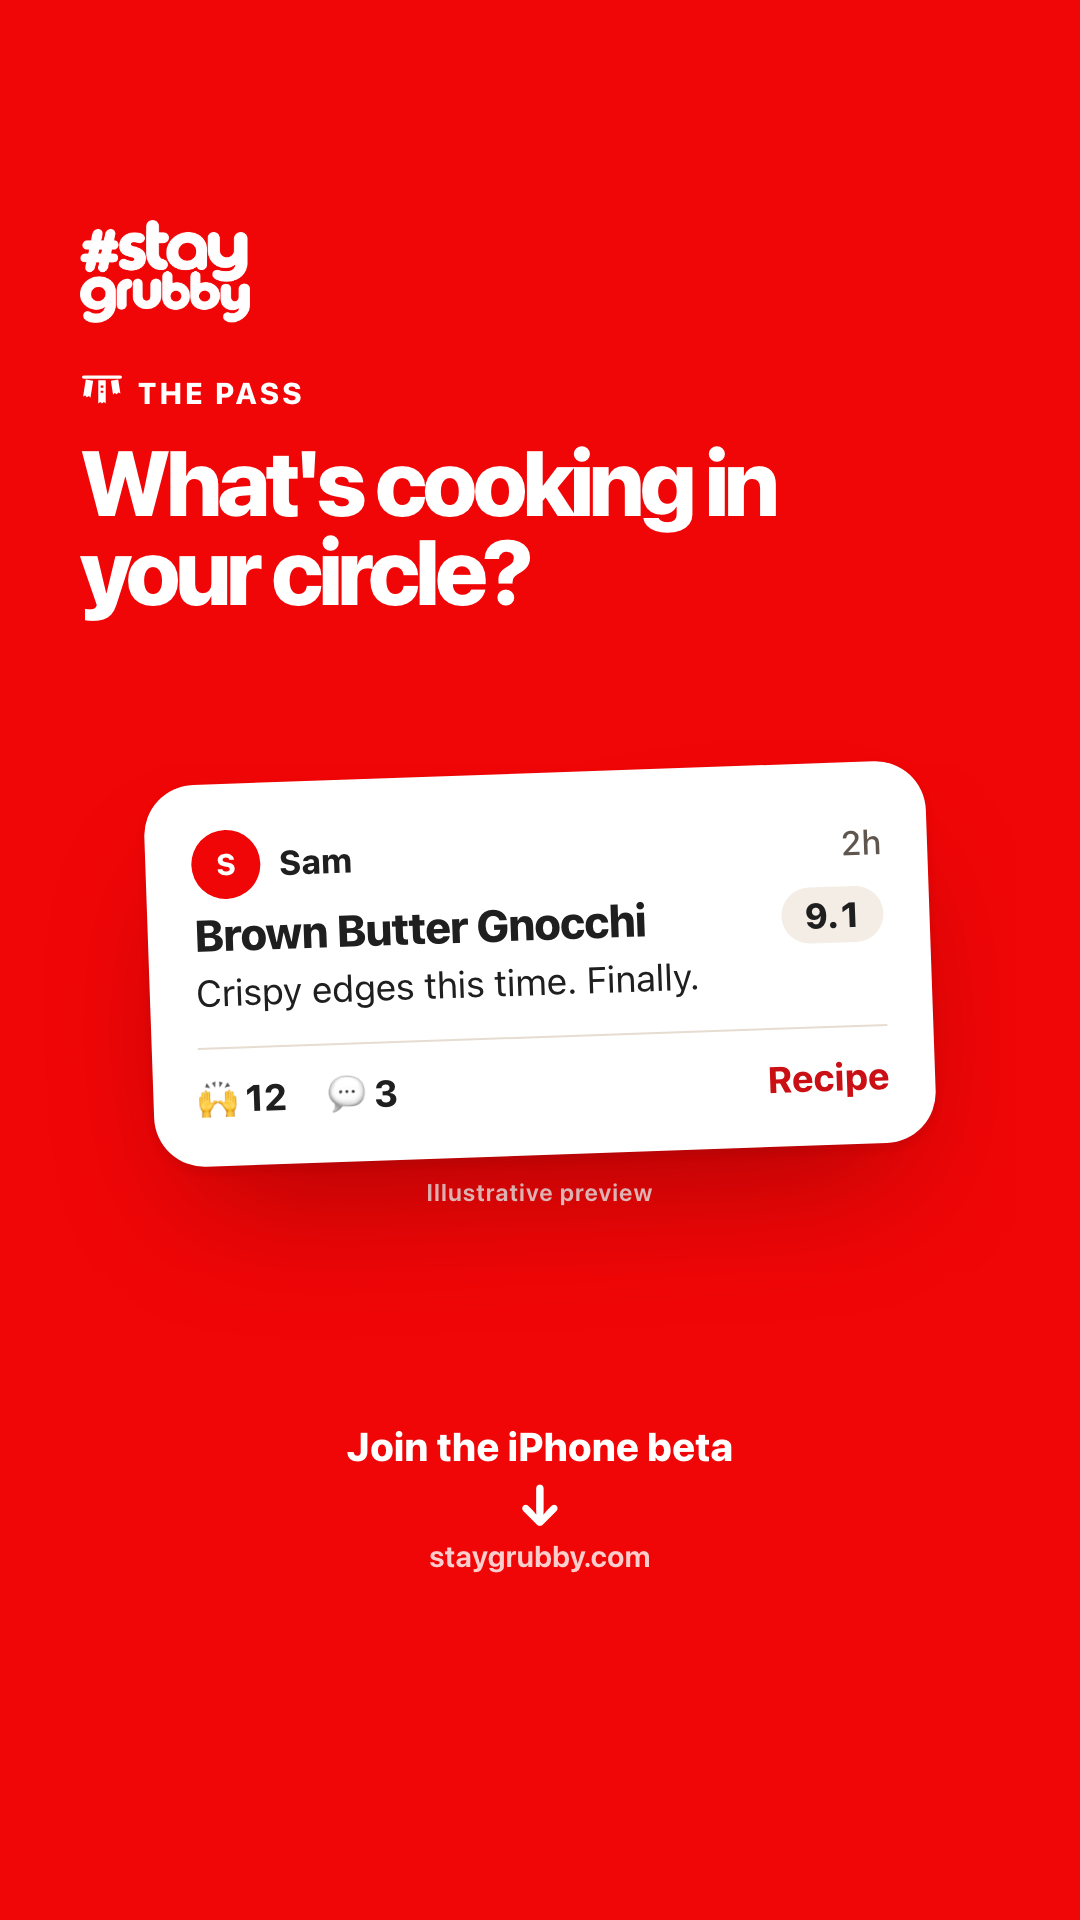 #stay
grubby
THE PASS
What's cooking in
your circle?
S Sam 2h
Brown Butter Gnocchi 9.1
Crispy edges this time. Finally.
🙌 12 💬 3 Recipe
Illustrative preview
Join the iPhone beta
↓
staygrubby.com